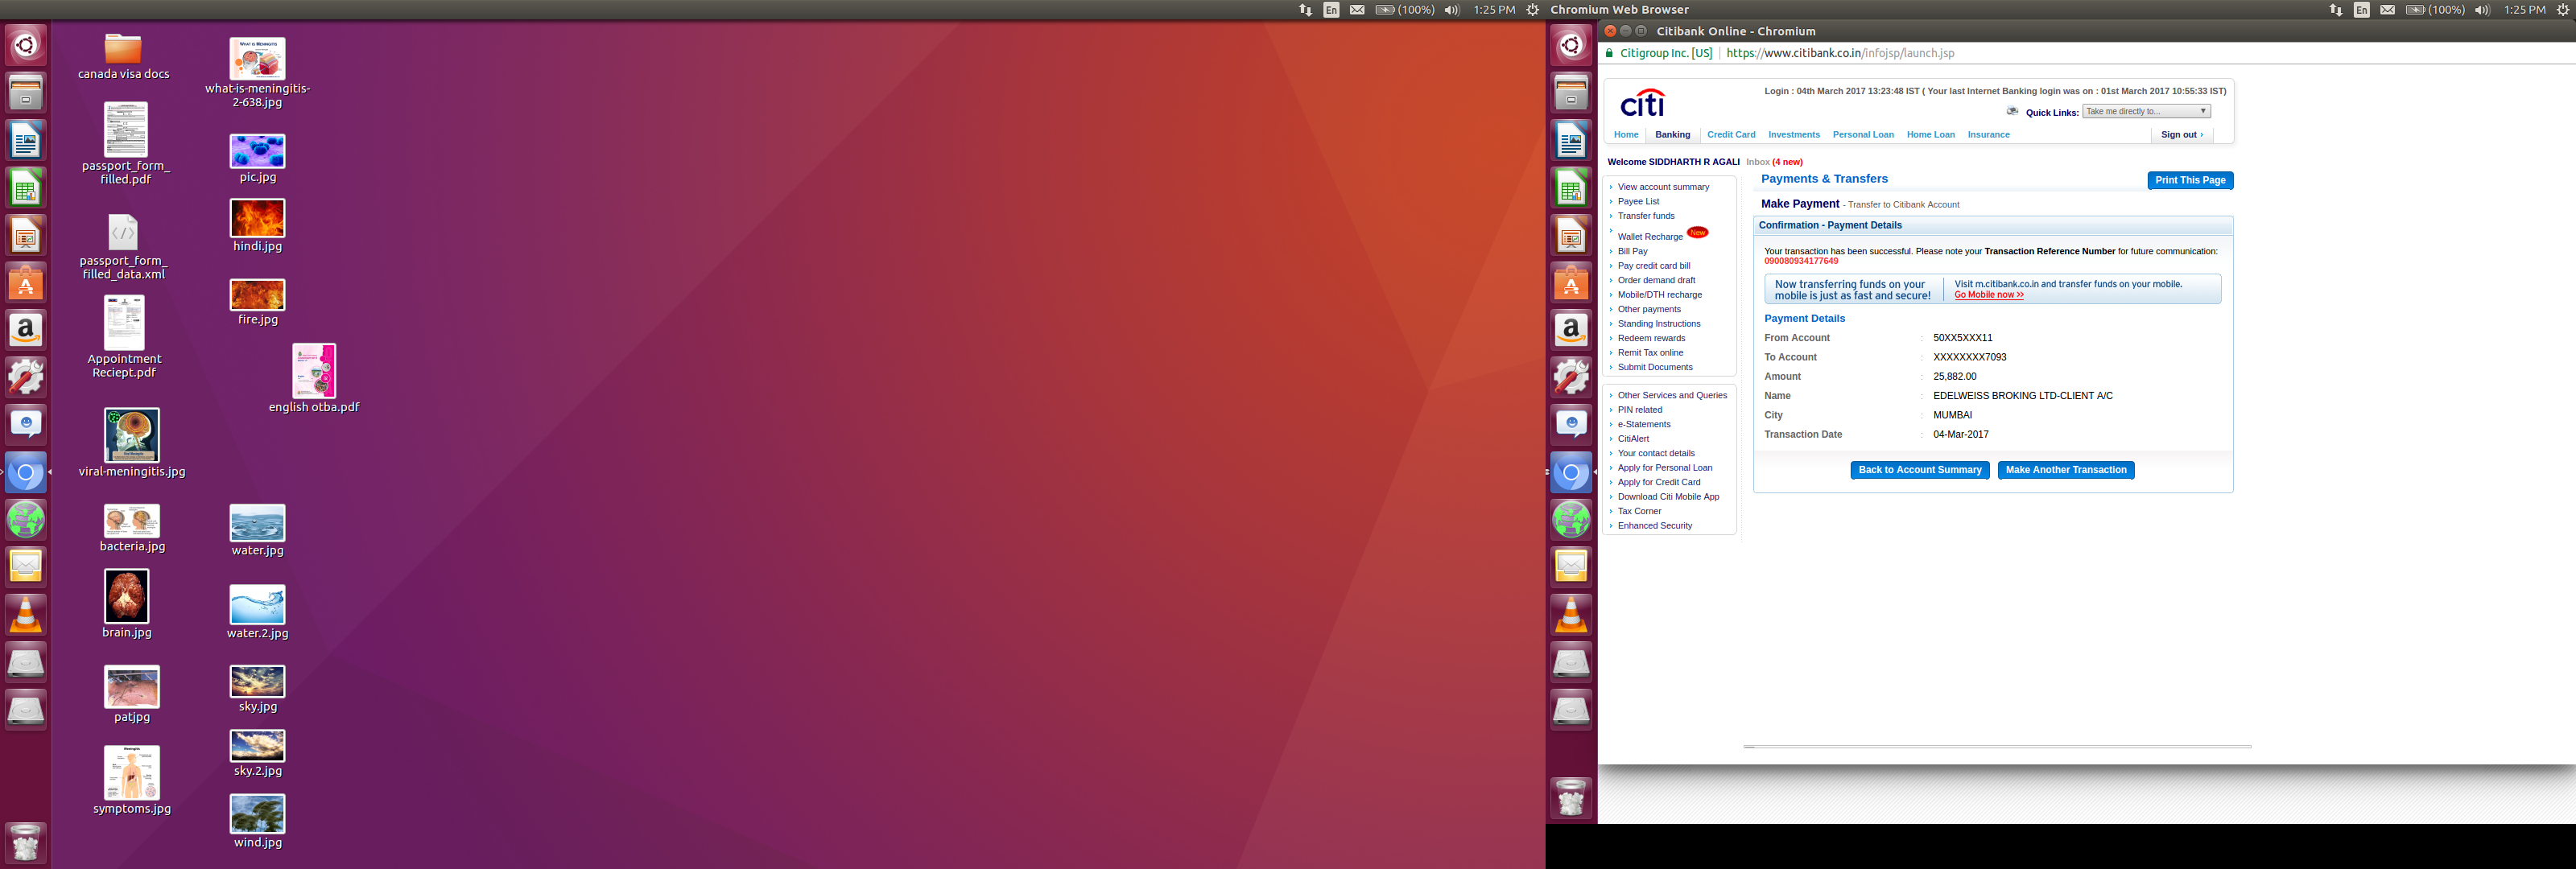 En (100%) 1:25 PM
Chromium Web Browser
En (100%) 1:25 PM
canada visa docs
what-is-meningitis-
2-638.jpg
passport_form_
filled.pdf
pic.jpg
hindi.jpg
passport_form_
filled_data.xml
fire.jpg
Appointment
Reciept.pdf
english otba.pdf
viral-meningitis.jpg
bacteria.jpg
water.jpg
brain.jpg
water.2.jpg
patjpg
sky.jpg
sky.2.jpg
symptoms.jpg
wind.jpg
WHAT IS MENINGITIS
Citibank Online - Chromium
Citigroup Inc. [US] https://www.citibank.co.in/infojsp/launch.jsp
citi
Login : 04th March 2017 13:23:48 IST ( Your last Internet Banking login was on : 01st March 2017 10:55:33 IST)
Quick Links: Take me directly to...
Home Banking Credit Card Investments Personal Loan Home Loan Insurance Sign out ›
Welcome SIDDHARTH R AGALI Inbox (4 new)
View account summary
Payee List
Transfer funds
Wallet Recharge New
Bill Pay
Pay credit card bill
Order demand draft
Mobile/DTH recharge
Other payments
Standing Instructions
Redeem rewards
Remit Tax online
Submit Documents
Other Services and Queries
PIN related
e-Statements
CitiAlert
Your contact details
Apply for Personal Loan
Apply for Credit Card
Download Citi Mobile App
Tax Corner
Enhanced Security
Payments & Transfers Print This Page
Make Payment - Transfer to Citibank Account
Confirmation - Payment Details
Your transaction has been successful. Please note your Transaction Reference Number for future communication:
090080934177649
Now transferring funds on your
mobile is just as fast and secure!
Visit m.citibank.co.in and transfer funds on your mobile.
Go Mobile now >>
Payment Details
From Account : 50XX5XXX11
To Account : XXXXXXXX7093
Amount : 25,882.00
Name : EDELWEISS BROKING LTD-CLIENT A/C
City : MUMBAI
Transaction Date : 04-Mar-2017
Back to Account Summary Make Another Transaction